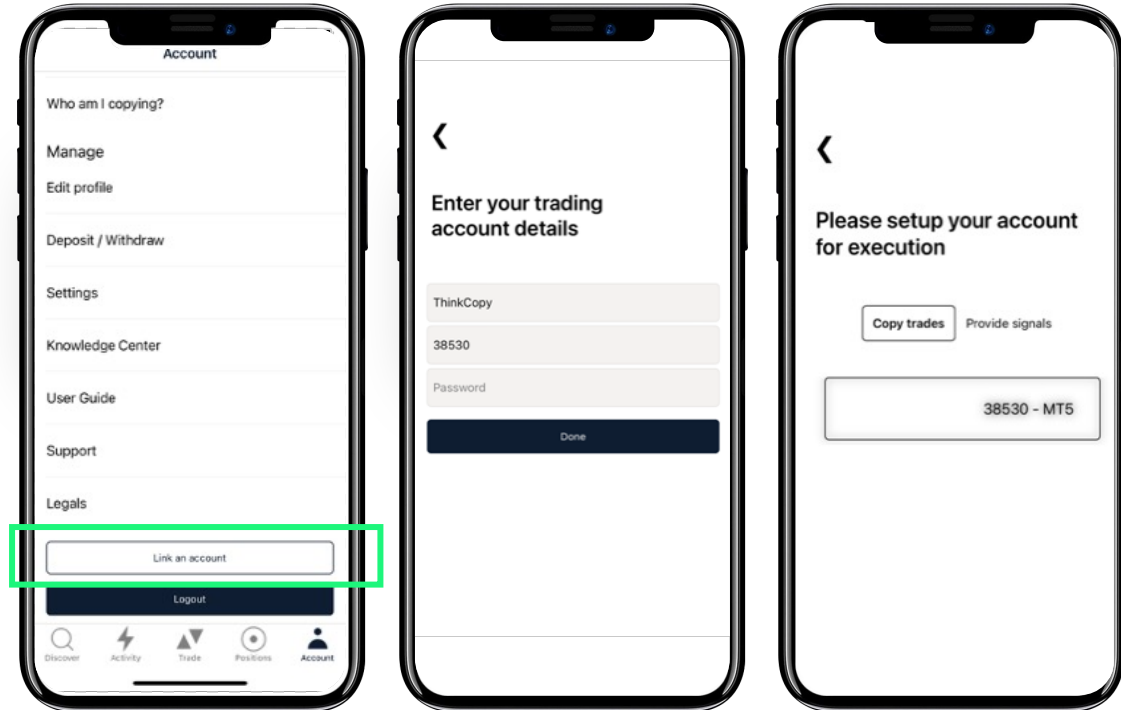 Account
Who am I copying?
Manage
Edit profile
Deposit / Withdraw
Settings
Knowledge Center
User Guide
Support
Legals
Link an account
Logout
Discover
Activity
Trade
Positions
Account
Enter your trading
account details
ThinkCopy
38530
Password
Done
Please setup your account
for execution
Copy trades
Provide signals
38530 - MT5